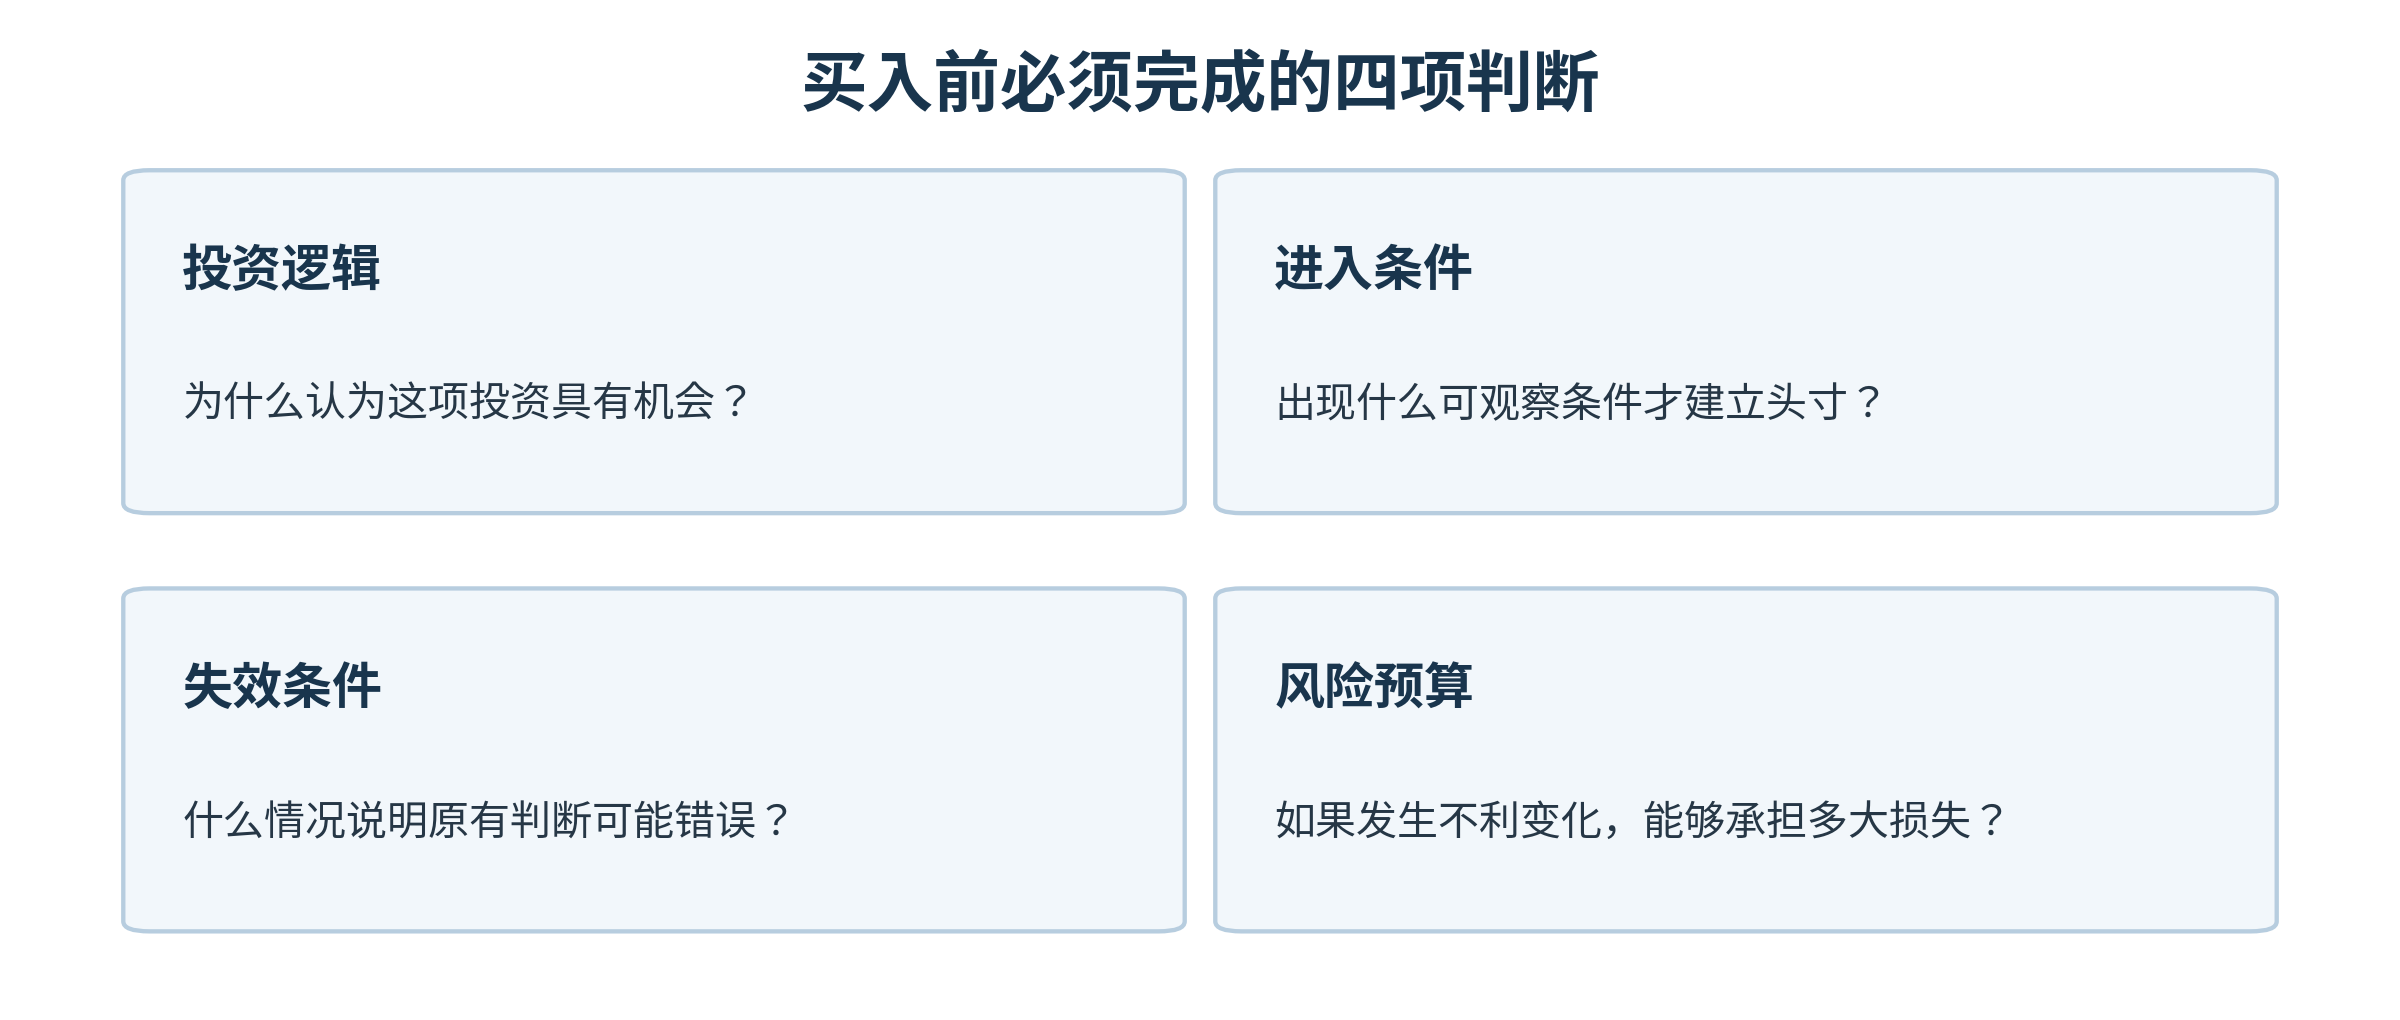 买入前必须完成的四项判断
投资逻辑
为什么认为这项投资具有机会？
进入条件
出现什么可观察条件才建立头寸？
失效条件
什么情况说明原有判断可能错误？
风险预算
如果发生不利变化，能够承担多大损失？